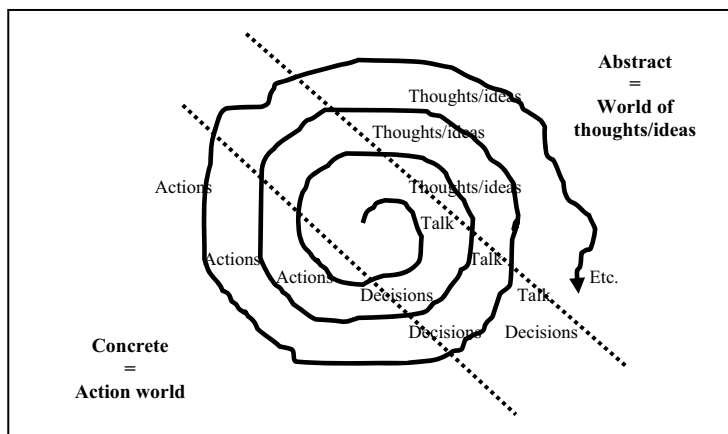 Abstract
=
World of
thoughts/ideas
Thoughts/ideas
Thoughts/ideas
Thoughts/ideas
Actions
Talk
Actions
Talk
Actions
Etc.
Decisions
Talk
Decisions
Decisions
Concrete
=
Action world